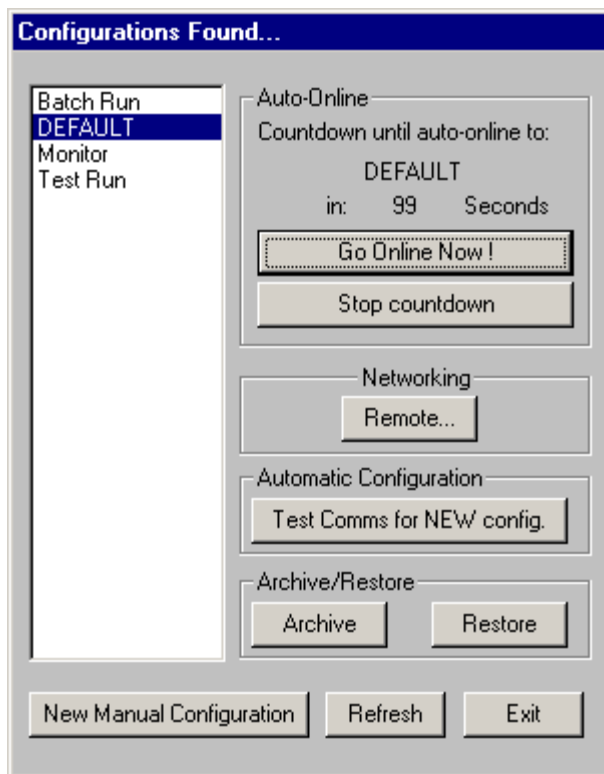 Configurations Found...
Batch Run
DEFAULT
Monitor
Test Run
Auto-Online
Countdown until auto-online to:
DEFAULT
in: 99 Seconds
Go Online Now !
Stop countdown
Networking
Remote...
Automatic Configuration
Test Comms for NEW config.
Archive/Restore
Archive Restore
New Manual Configuration Refresh Exit